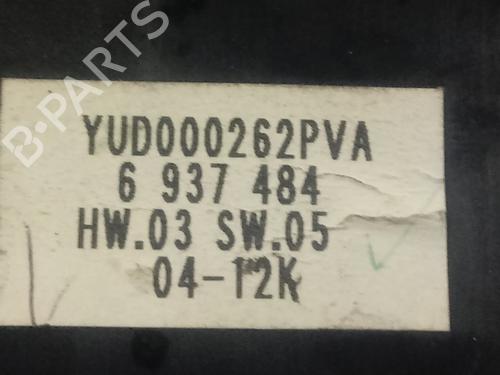 B-PARTS
YUD000262PVA
6 937 484
HW.03 SW.05
04-12K